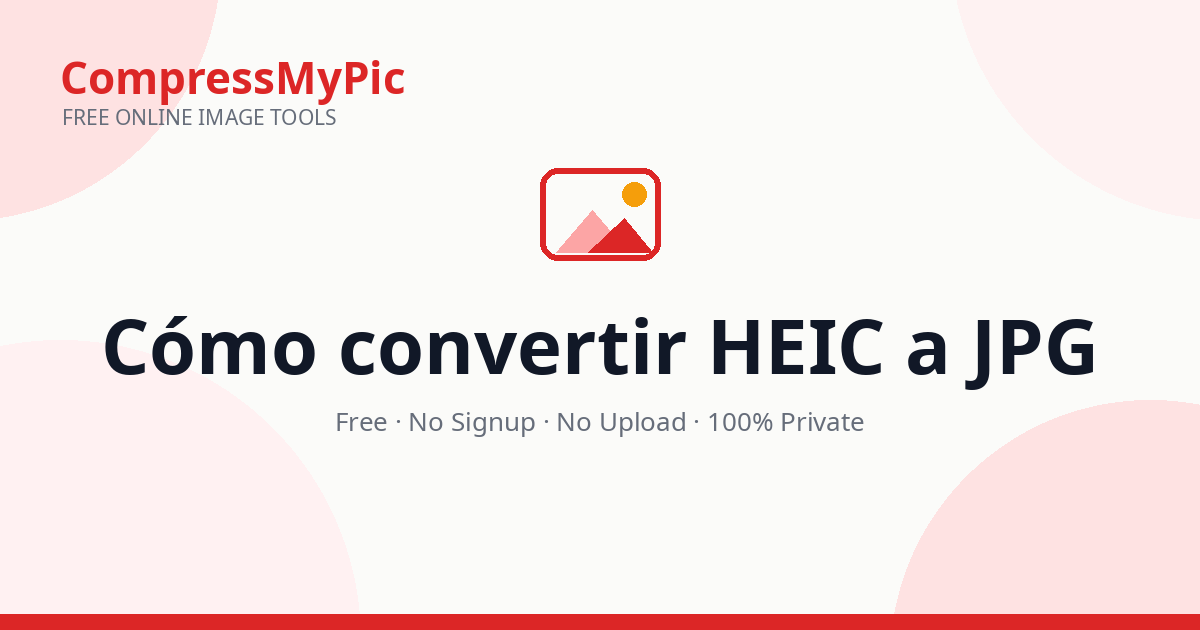 CompressMyPic
FREE ONLINE IMAGE TOOLS
Cómo convertir HEIC a JPG
Free · No Signup · No Upload · 100% Private